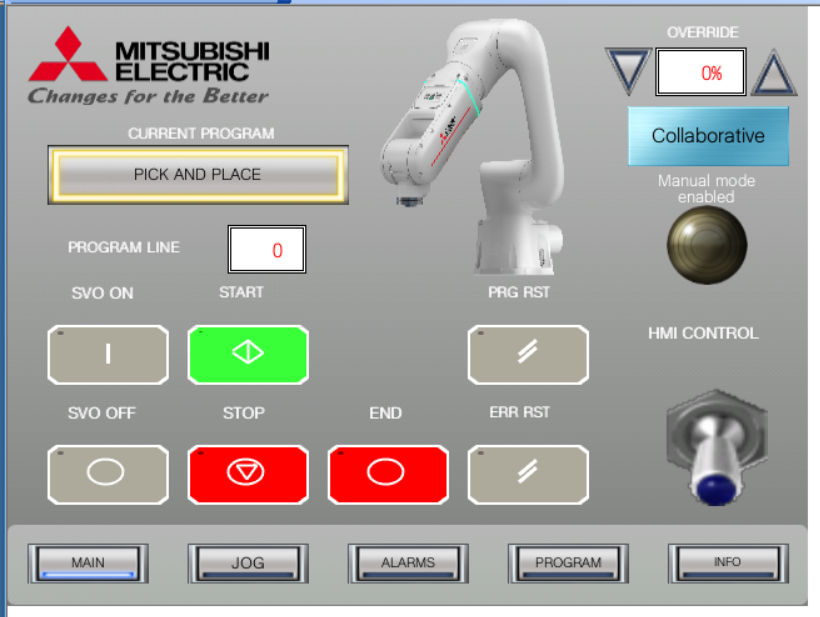 MITSUBISHI
ELECTRIC
Changes for the Better
OVERRIDE
0%
CURRENT PROGRAM
PICK AND PLACE
Collaborative
Manual mode
enabled
PROGRAM LINE
0
SVO ON
START
PRG RST
HMI CONTROL
SVO OFF
STOP
END
ERR RST
MAIN
JOG
ALARMS
PROGRAM
INFO